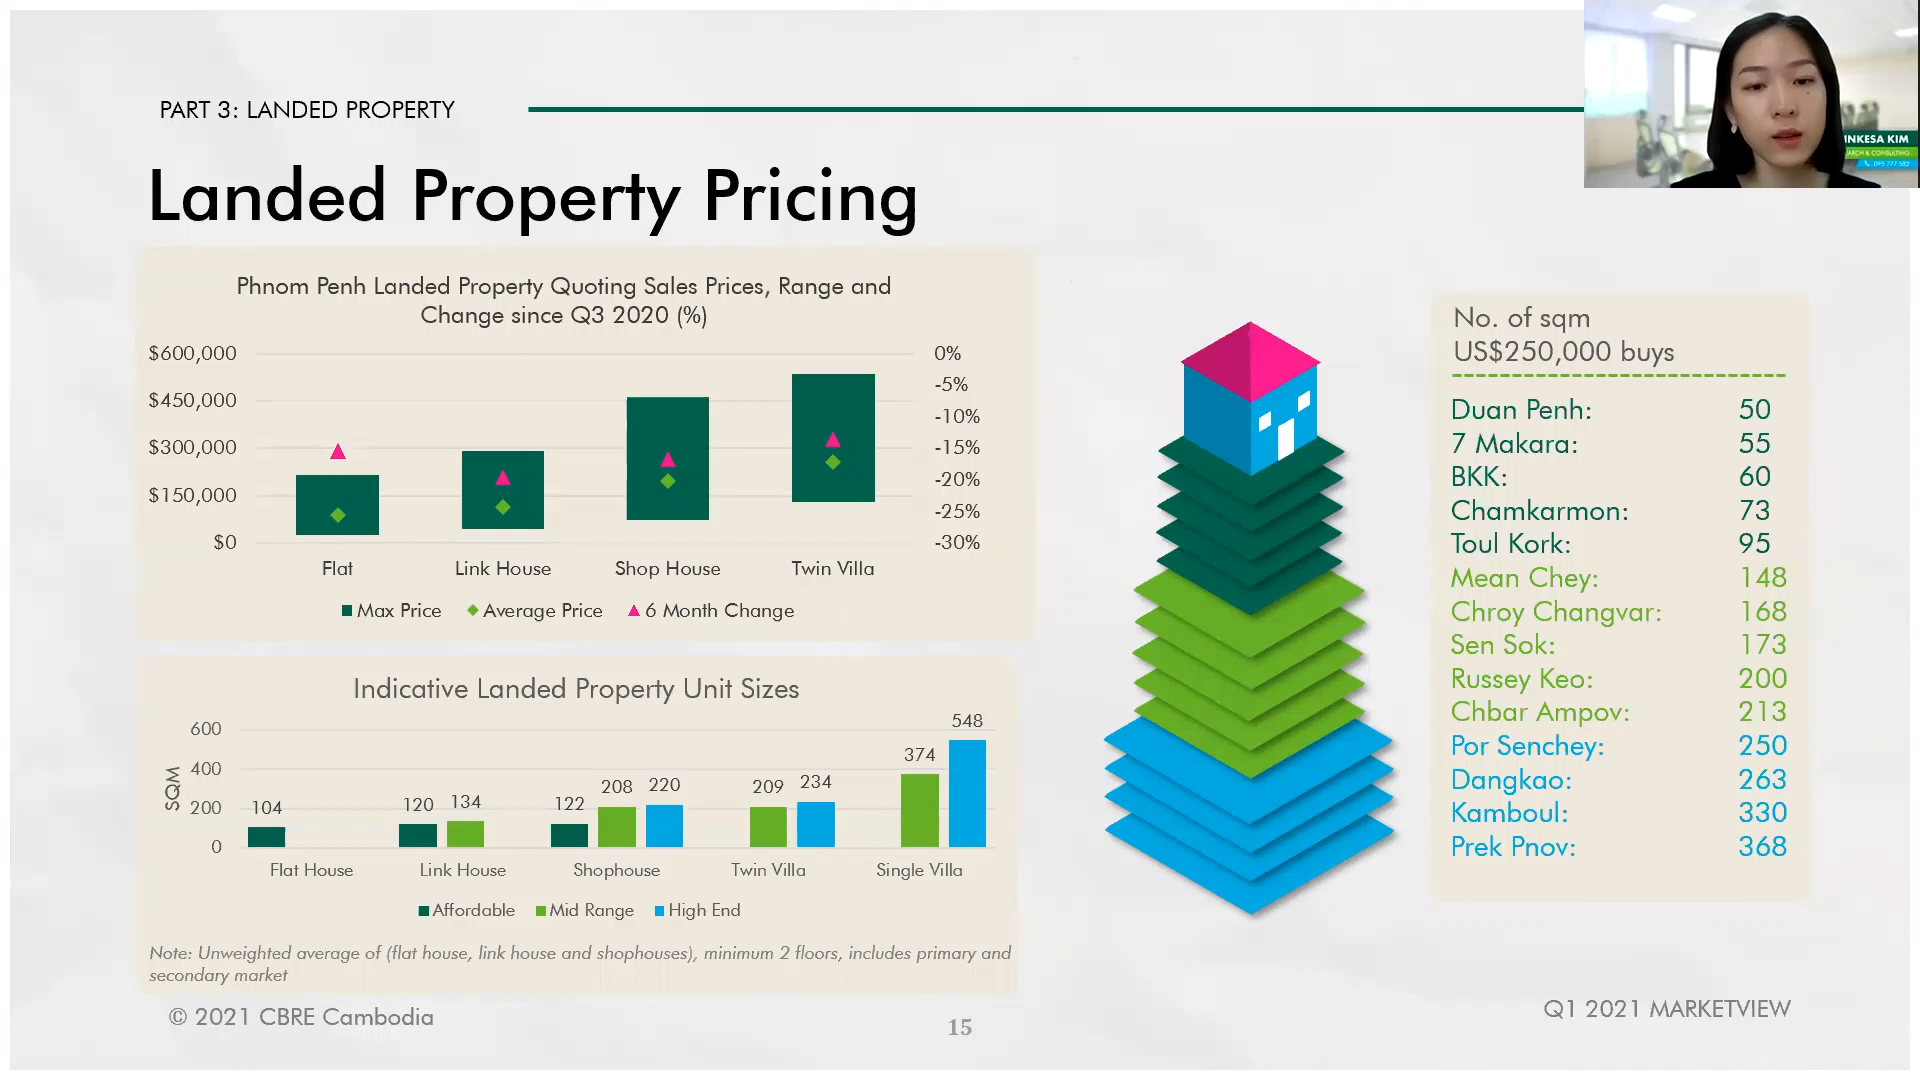 PART 3: LANDED PROPERTY
INKESA KIM
ARCH & CONSULTING
Landed Property Pricing
Phnom Penh Landed Property Quoting Sales Prices, Range and
Change since Q3 2020 (%)
$600,000
$450,000
$300,000
$150,000
$0
0%
-5%
-10%
-15%
-20%
-25%
-30%
Flat Link House Shop House Twin Villa
Max Price Average Price 6 Month Change
Indicative Landed Property Unit Sizes
SQM
600
400
200
0
104
120 134
122 208 220
209 234
374 548
Flat House Link House Shophouse Twin Villa Single Villa
Affordable Mid Range High End
Note: Unweighted average of (flat house, link house and shophouses), minimum 2 floors, includes primary and
secondary market
No. of sqm
US$250,000 buys
Duan Penh: 50
7 Makara: 55
BKK: 60
Chamkarmon: 73
Toul Kork: 95
Mean Chey: 148
Chroy Changvar: 168
Sen Sok: 173
Russey Keo: 200
Chbar Ampov: 213
Por Senchey: 250
Dangkao: 263
Kamboul: 330
Prek Pnov: 368
© 2021 CBRE Cambodia
15
Q1 2021 MARKETVIEW